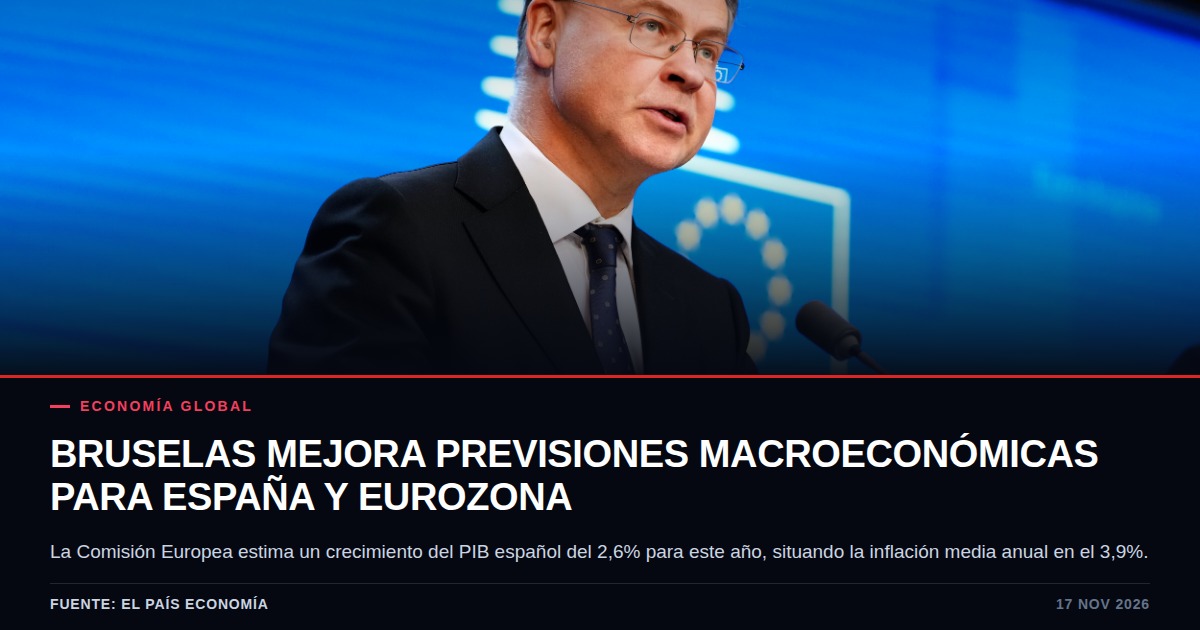 ECONOMÍA GLOBAL
BRUSELAS MEJORA PREVISIONES MACROECONÓMICAS
PARA ESPAÑA Y EUROZONA
La Comisión Europea estima un crecimiento del PIB español del 2,6% para este año, situando la inflación media anual en el 3,9%.
FUENTE: EL PAÍS ECONOMÍA
17 NOV 2026